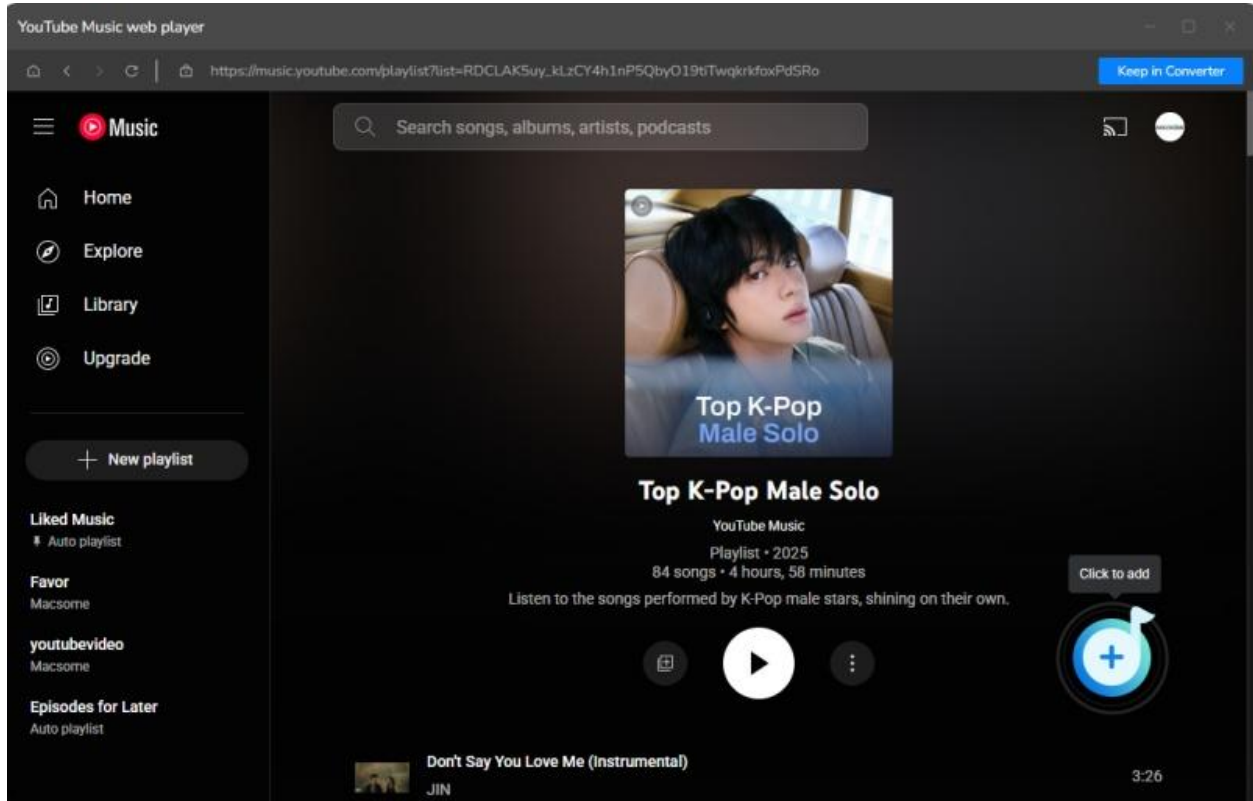 YouTube Music web player
https://music.youtube.com/playlist?list=RDCLAK5uy_kLzCY4h1nP5QbyO19tiTwqkrkfoxPdSRo
Keep in Converter
Music
Search songs, albums, artists, podcasts
Home
Explore
Library
Upgrade
New playlist
Liked Music
Auto playlist
Favor
Macsome
youtubevideo
Macsome
Episodes for Later
Auto playlist
Top K-Pop
Male Solo
Top K-Pop Male Solo
YouTube Music
Playlist • 2025
84 songs • 4 hours, 58 minutes
Listen to the songs performed by K-Pop male stars, shining on their own.
Click to add
Don't Say You Love Me (Instrumental)
JIN
3:26